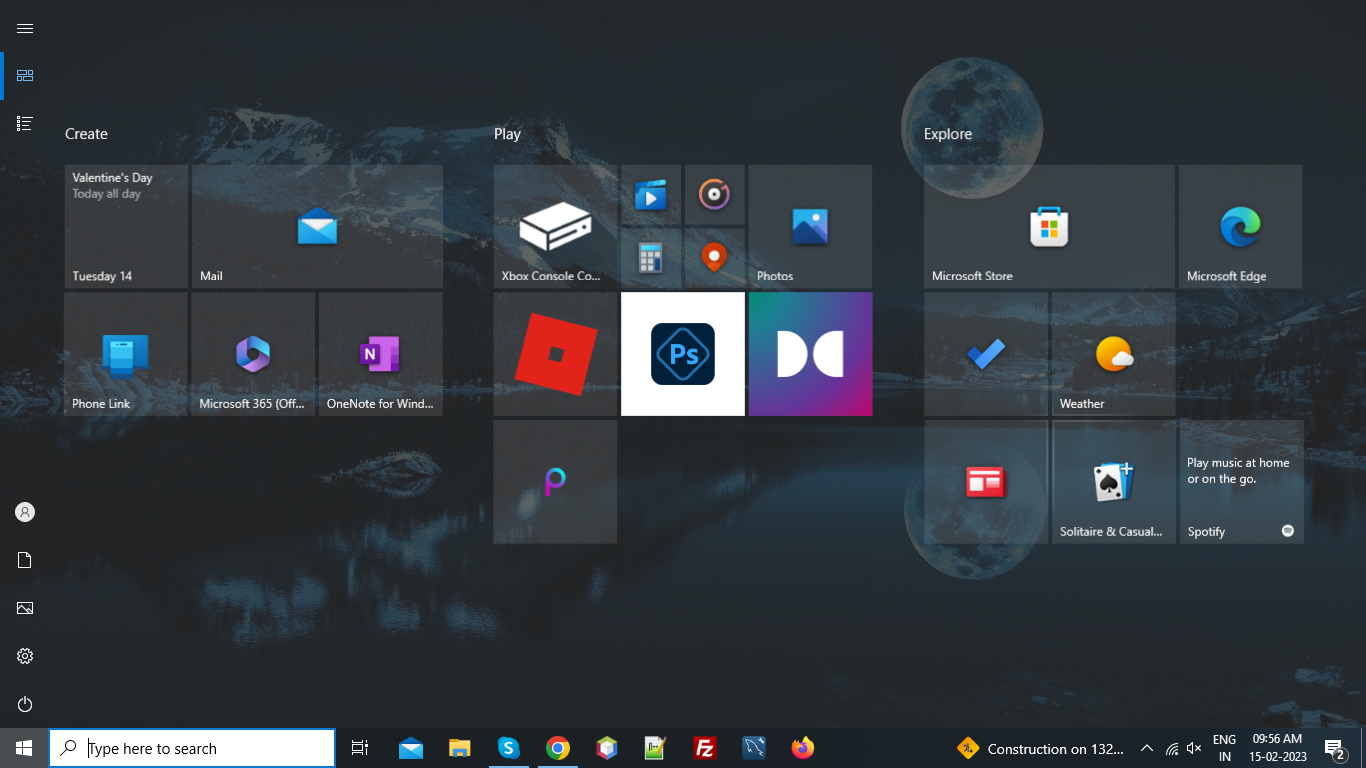 Create
Valentine's Day
Today all day
Tuesday 14
Mail
Phone Link
Microsoft 365 (Off...
N
OneNote for Wind...
Play
Xbox Console Co...
Photos
Ps
Explore
Microsoft Store
Microsoft Edge
Weather
Solitaire & Casual...
Play music at home
or on the go.
Spotify
Type here to search
S
Fz
Construction on 132...
ENG
IN
09:56 AM
15-02-2023
2